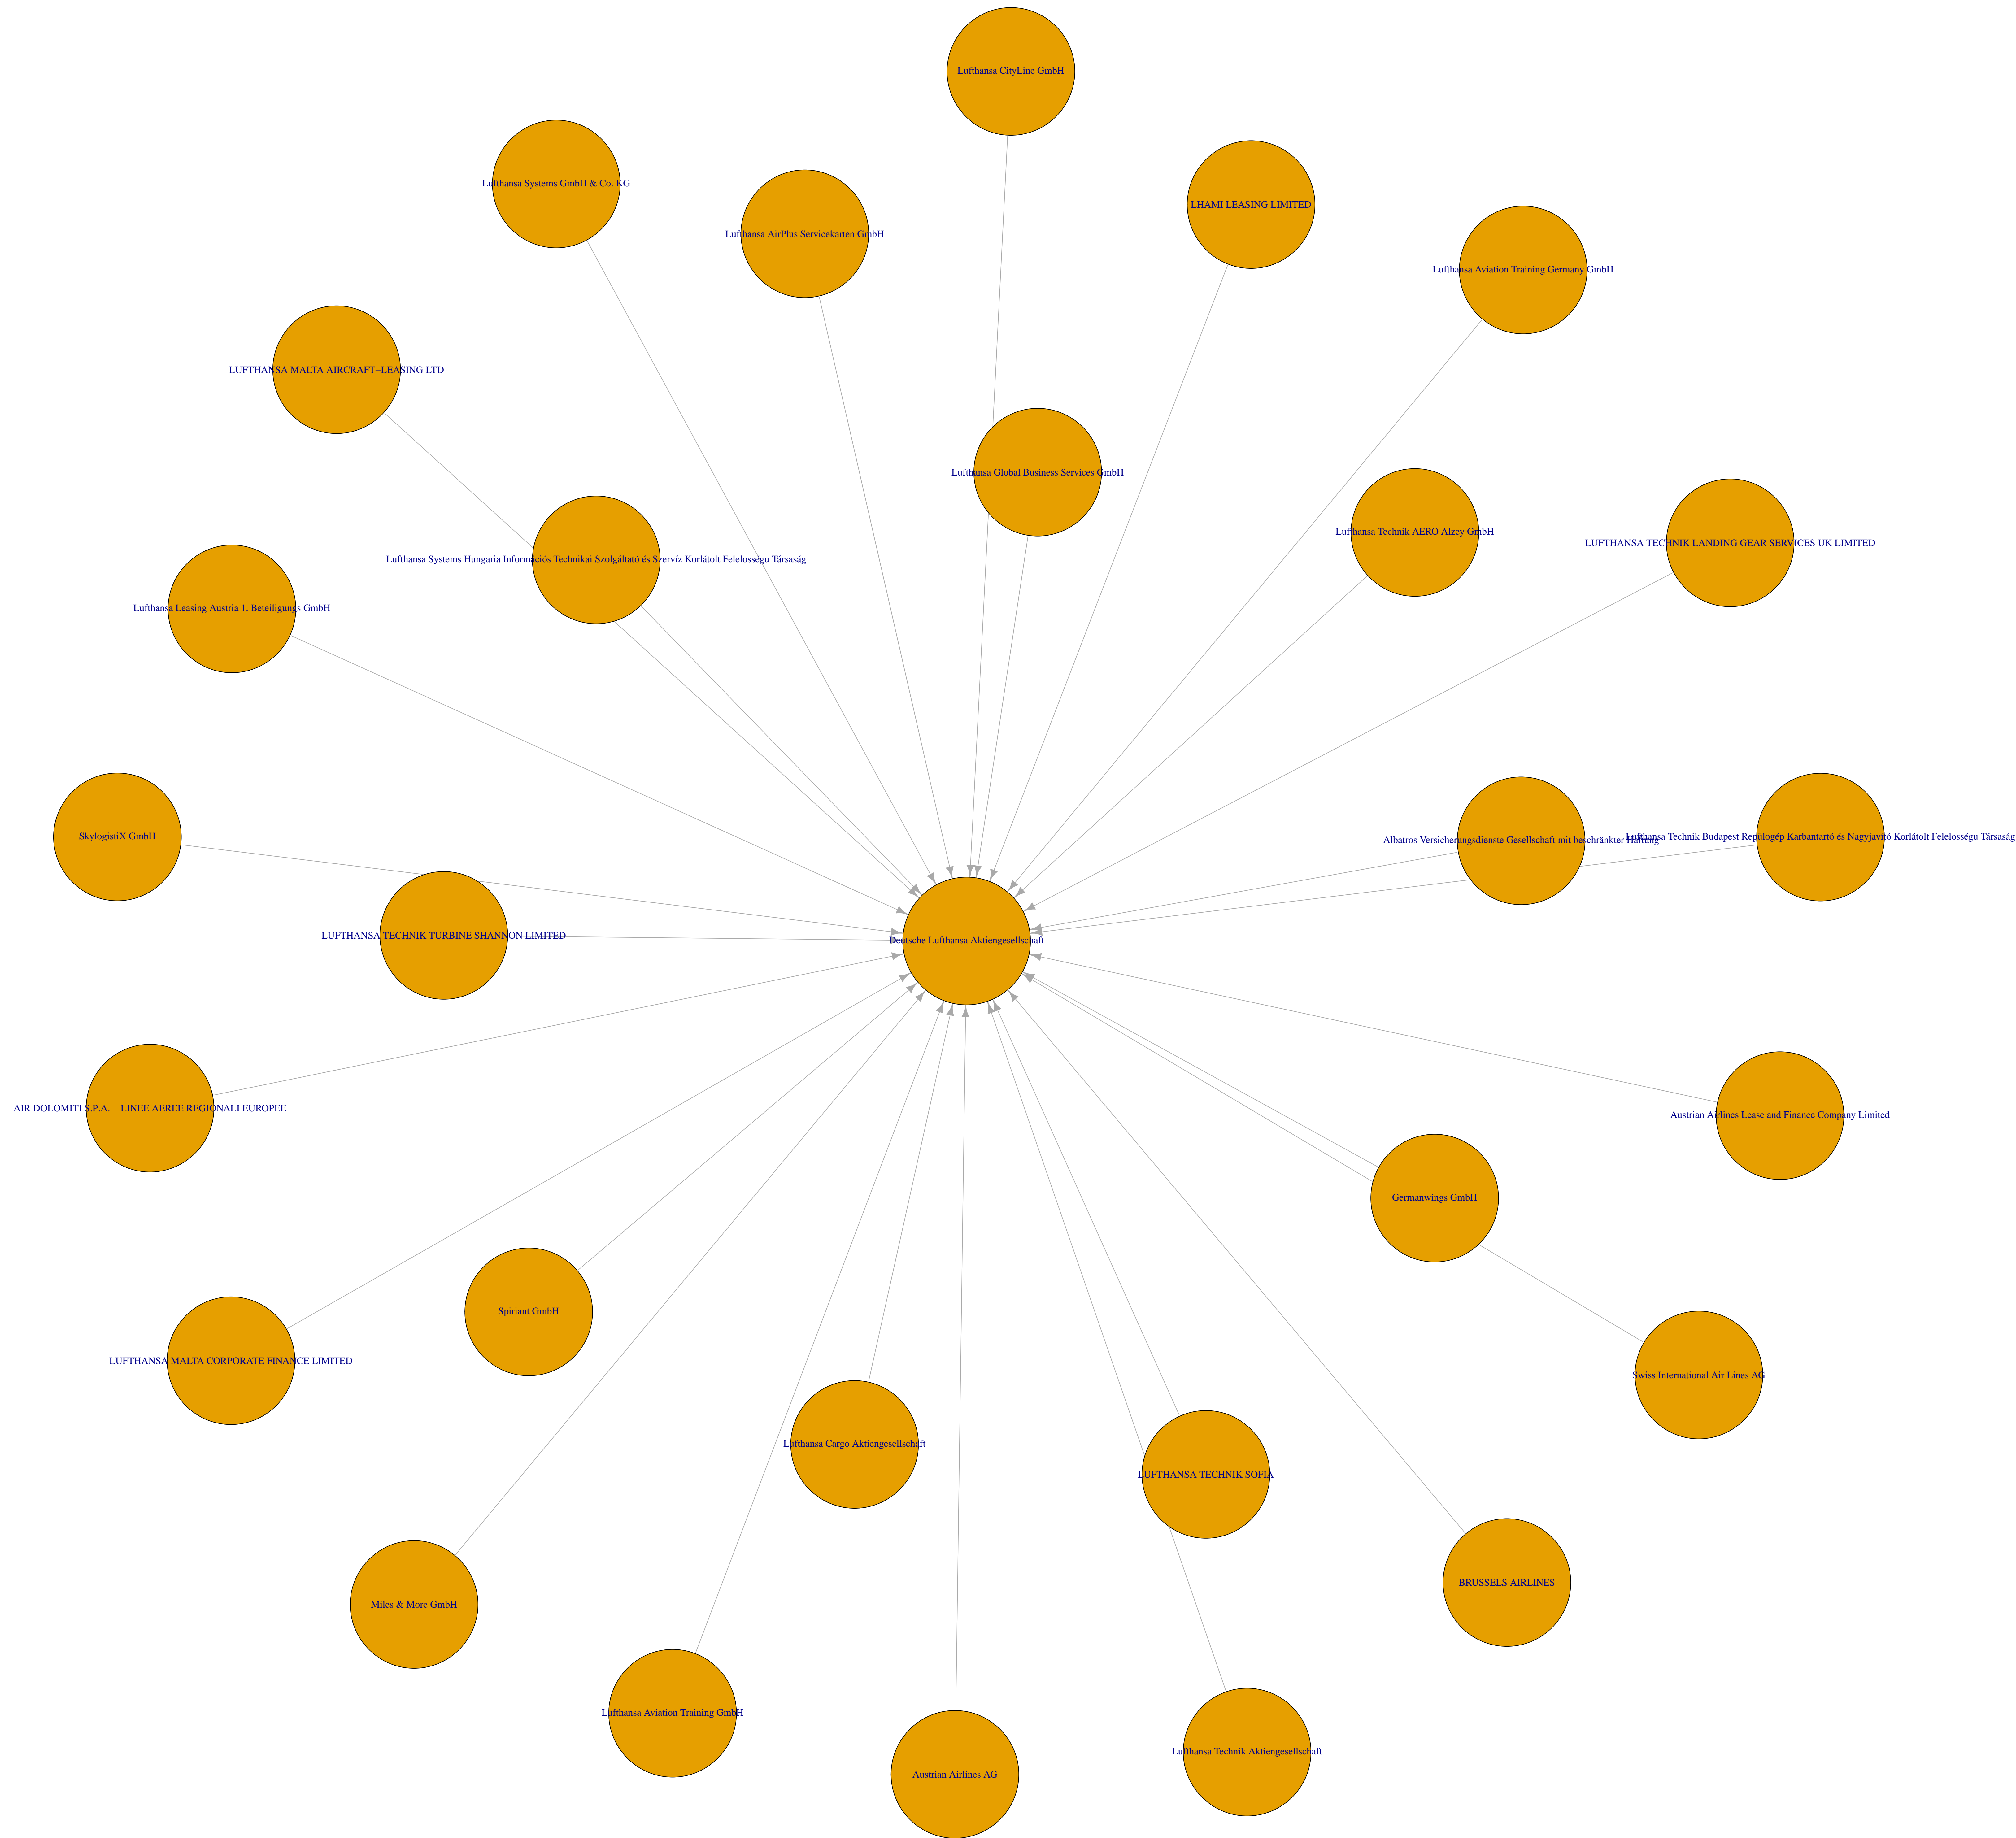 Lufthansa CityLine GmbH
Lufthansa Systems GmbH & Co. KG
LHAMI LEASING LIMITED
Lufthansa AirPlus Servicekarten GmbH
Lufthansa Aviation Training Germany GmbH
LUFTHANSA MALTA AIRCRAFT–LEASING LTD
Lufthansa Global Business Services GmbH
Lufthansa Technik AERO Alzey GmbH
LUFTHANSA TECHNIK LANDING GEAR SERVICES UK LIMITED
Lufthansa Systems Hungaria Információs Technikai Szolgáltató és Szervíz Korlátolt Felelosségu Társaság
Lufthansa Leasing Austria 1. Beteiligungs GmbH
SkylogistiX GmbH
Albatros Versicherungsdienste Gesellschaft mit beschränkter Haftung
Lufthansa Technik Budapest Repülogép Karbantartó és Nagyjavító Korlátolt Felelosségu Társaság
LUFTHANSA TECHNIK TURBINE SHANNON LIMITED
Deutsche Lufthansa Aktiengesellschaft
AIR DOLOMITI S.P.A. – LINEE AEREE REGIONALI EUROPEE
Austrian Airlines Lease and Finance Company Limited
Germanwings GmbH
Spiriant GmbH
LUFTHANSA MALTA CORPORATE FINANCE LIMITED
Swiss International Air Lines AG
Lufthansa Cargo Aktiengesellschaft
LUFTHANSA TECHNIK SOFIA
BRUSSELS AIRLINES
Miles & More GmbH
Lufthansa Aviation Training GmbH
Lufthansa Technik Aktiengesellschaft
Austrian Airlines AG